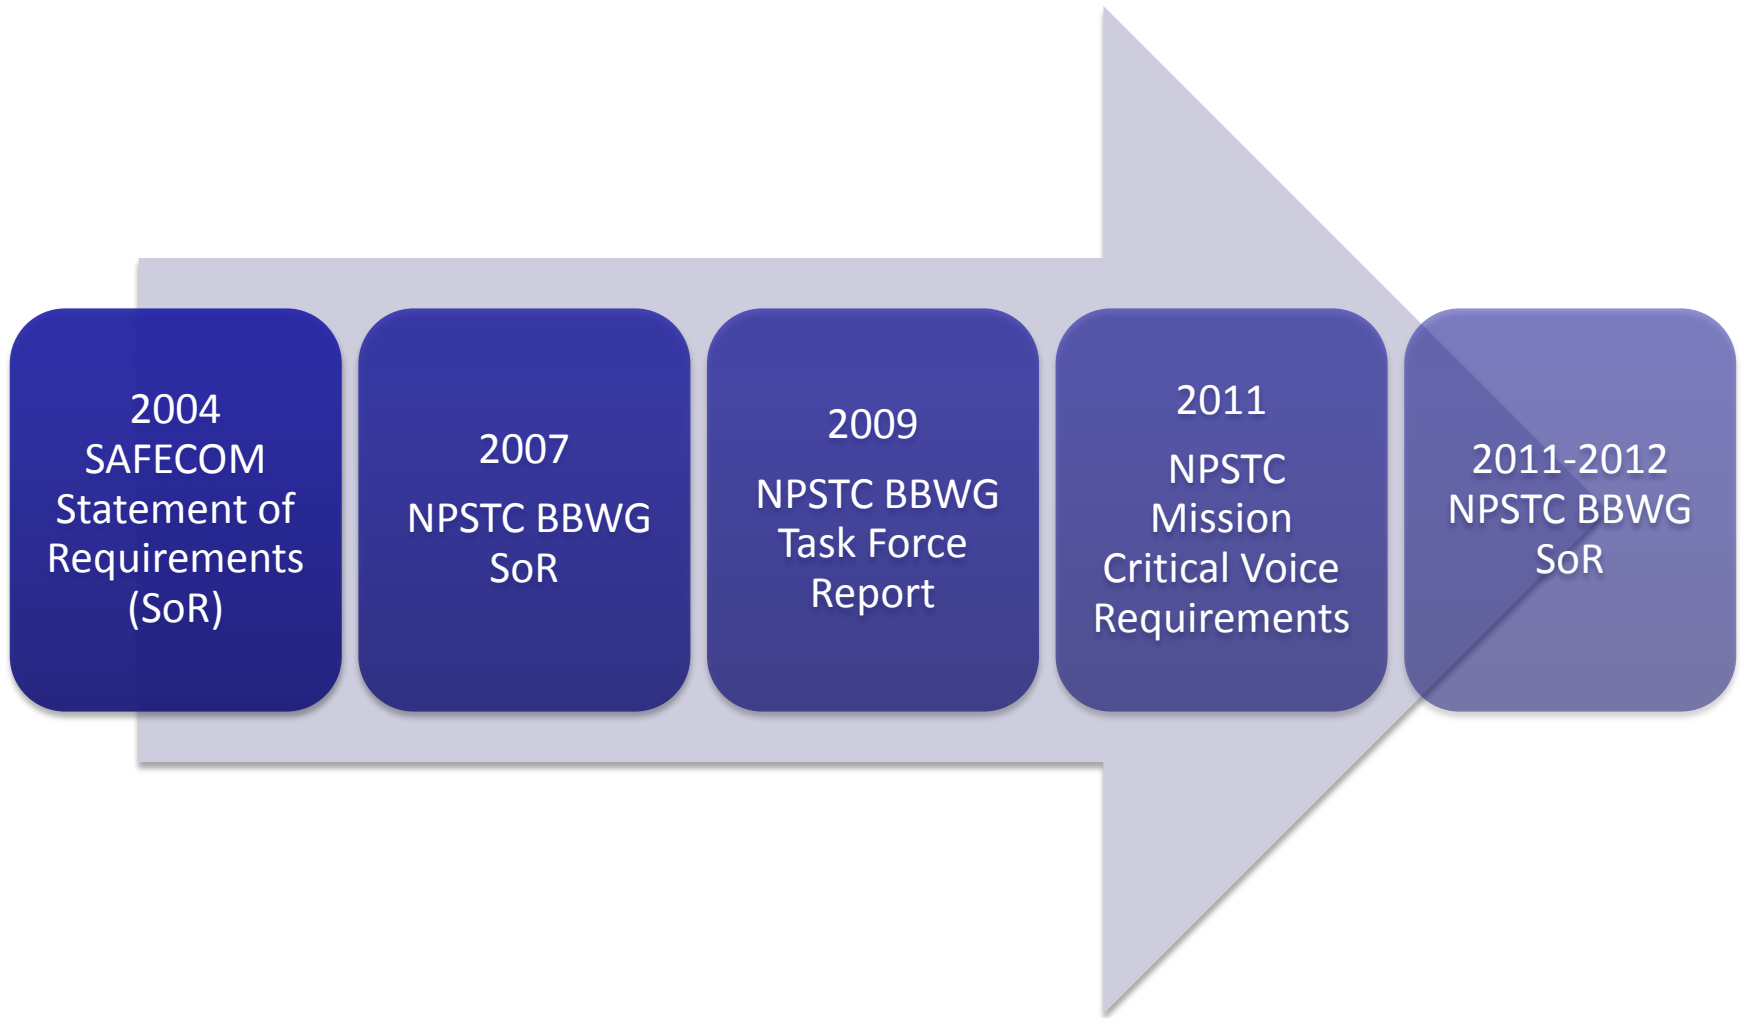 2004
SAFECOM
Statement of
Requirements
(SoR)
2007
NPSTC BBWG
SoR
2009
NPSTC BBWG
Task Force
Report
2011
NPSTC
Mission
Critical Voice
Requirements
2011-2012
NPSTC BBWG
SoR